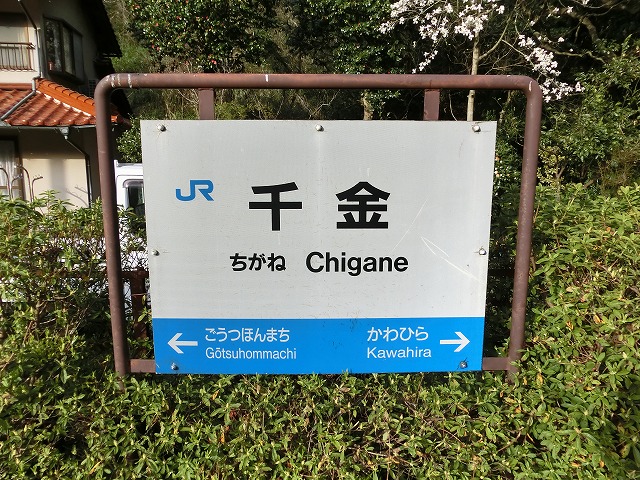 JR 千金
ちがね Chigane
← ごうつほんまち かわひら →
Gōtsuhommachi Kawahira